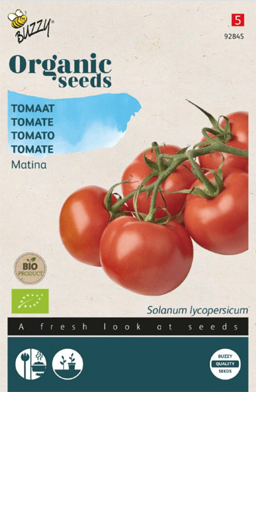 BUZZY®
5
92845
Organic
seeds
TOMAAT
TOMATE
TOMATO
TOMATE
Matina
BIO
PRODUCT
Solanum lycopersicum
A fresh look at seeds
BUZZY
QUALITY
SEEDS